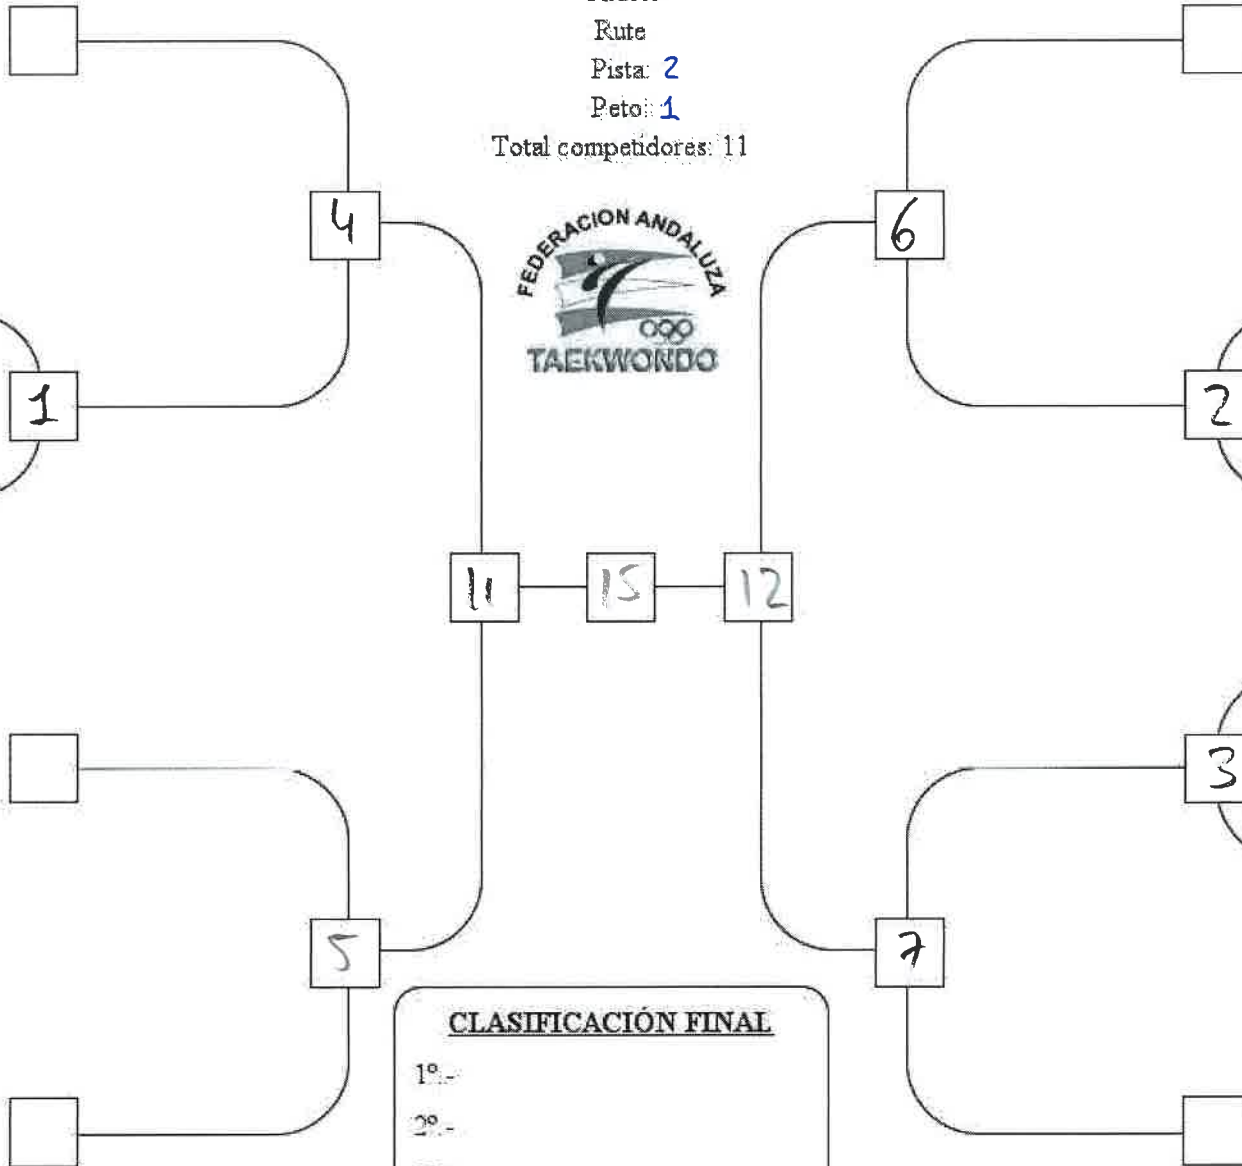 Rute
Pista: 2
Peto: 1
Total competidores: 11
FEDERACION ANDALUZA
TAEKWONDO
4
6
1
2
11
15
12
3
5
7
CLASIFICACIÓN FINAL
1º.-
2º.-